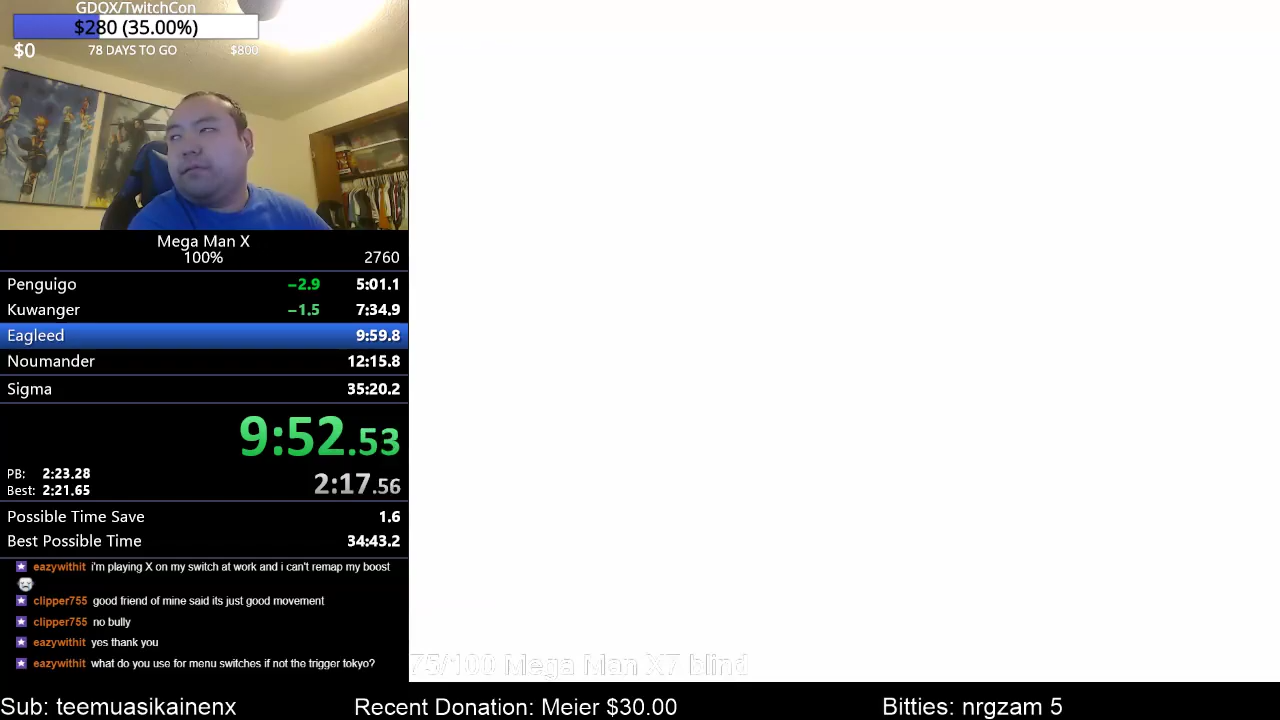 GDOX/TwitchCon
$280 (35.00%)
$0 78 DAYS TO GO $800
Mega Man X
100% 2760
Penguigo −2.9 5:01.1
Kuwanger −1.5 7:34.9
Eagleed 9:59.8
Noumander 12:15.8
Sigma 35:20.2
9:52.53
PB: 2:23.28
Best: 2:21.65
2:17.56
Possible Time Save 1.6
Best Possible Time 34:43.2
eazywithit i'm playing X on my switch at work and i can't remap my boost
clipper755 good friend of mine said its just good movement
clipper755 no bully
eazywithit yes thank you
eazywithit what do you use for menu switches if not the trigger tokyo?
75/100 Mega Man X7 blind
Sub: teemuasikainenx Recent Donation: Meier $30.00 Bitties: nrgzam 5